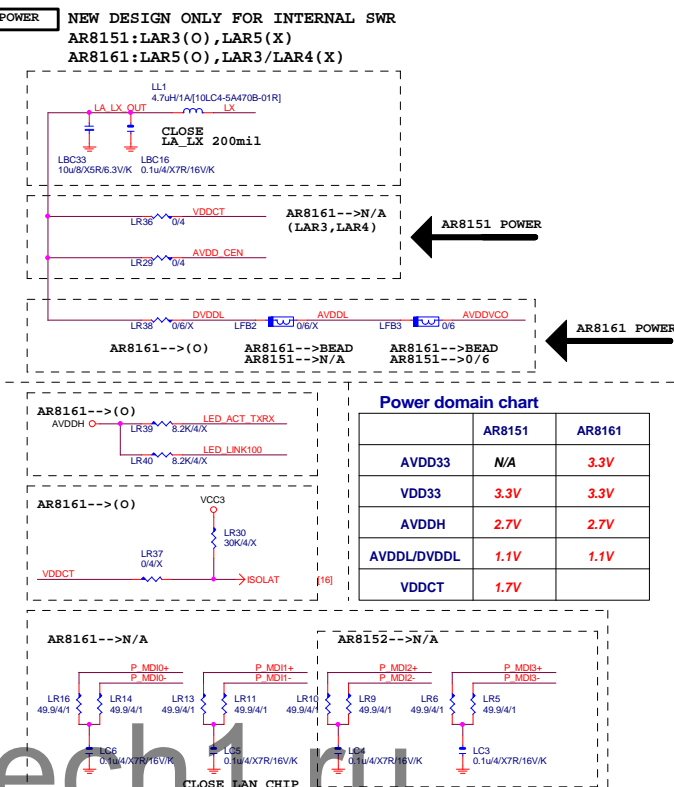 POWER
NEW DESIGN ONLY FOR INTERNAL SWR
AR8151:LAR3(O),LAR5(X)
AR8161:LAR5(O),LAR3/LAR4(X)
LL1
4.7uH/1A/[10LC4-5A470B-01R]
LA_LX_OUT
LX
CLOSE
LA_LX 200mil
LBC33
10u/8/X5R/6.3V/K
LBC16
0.1u/4/X7R/16V/K
VDDCT
LR36
0/4
AR8161-->N/A
(LAR3,LAR4)
AVDD_CEN
LR29
0/4
AR8151 POWER
DVDDL
AVDDL
AVDDVCO
LR38
0/6/X
LFB2
0/6/X
LFB3
0/6
AR8161-->(O)
AR8161-->BEAD
AR8151-->N/A
AR8161-->BEAD
AR8151-->0/6
AR8161 POWER
AR8161-->(O)
AVDDH
LED_ACT_TXRX
LR39
8.2K/4/X
LED_LINK100
LR40
8.2K/4/X
AR8161-->(O)
VCC3
LR30
30K/4/X
LR37
0/4/X
VDDCT
ISOLAT
[16]
Power domain chart
AR8151 AR8161
AVDD33 N/A 3.3V
VDD33 3.3V 3.3V
AVDDH 2.7V 2.7V
AVDDL/DVDDL 1.1V 1.1V
VDDCT 1.7V
AR8161-->N/A
AR8152-->N/A
P_MDI0+
P_MDI0-
P_MDI1+
P_MDI1-
P_MDI2+
P_MDI2-
P_MDI3+
P_MDI3-
LR16
49.9/4/1
LR14
49.9/4/1
LR13
49.9/4/1
LR11
49.9/4/1
LR10
49.9/4/1
LR9
49.9/4/1
LR6
49.9/4/1
LR5
49.9/4/1
LC6
0.1u/4/X7R/16V/K
LC5
0.1u/4/X7R/16V/K
LC4
0.1u/4/X7R/16V/K
LC3
0.1u/4/X7R/16V/K
CLOSE LAN CHIP
ech1.ru